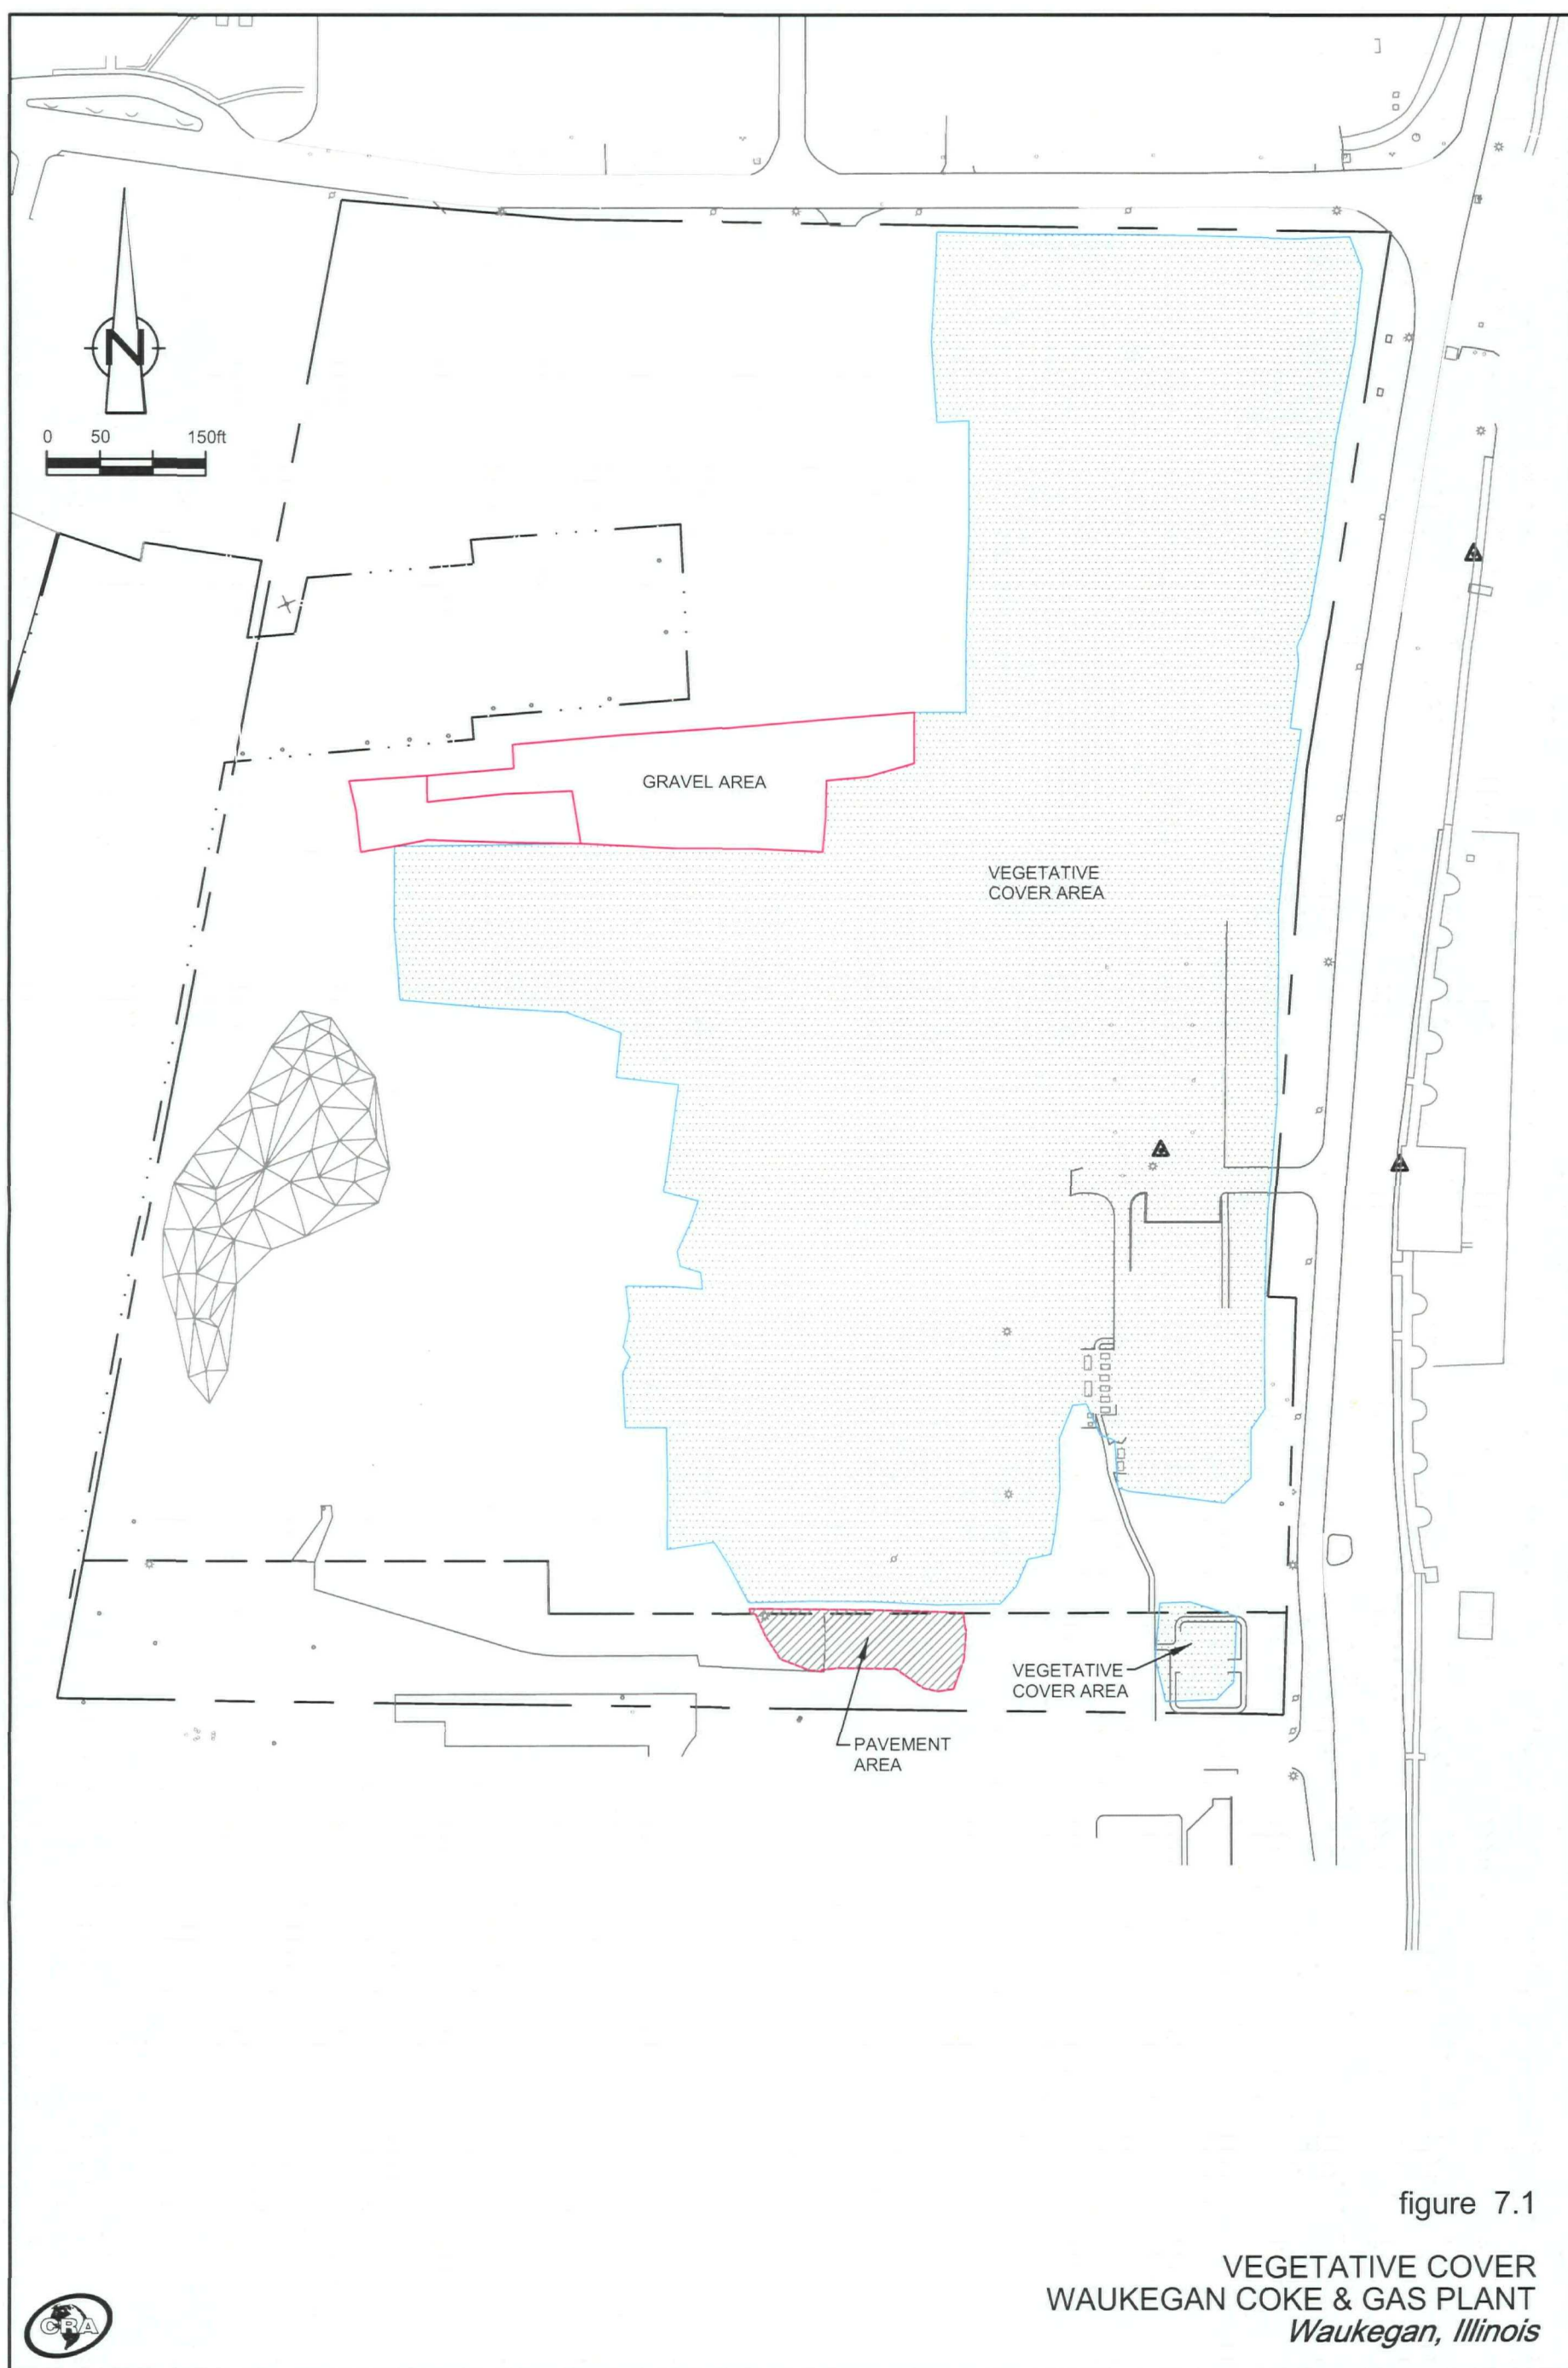 N
0 50 150ft
GRAVEL AREA
VEGETATIVE
COVER AREA
VEGETATIVE
COVER AREA
PAVEMENT
AREA
figure 7.1
VEGETATIVE COVER
WAUKEGAN COKE & GAS PLANT
Waukegan, Illinois
CRA